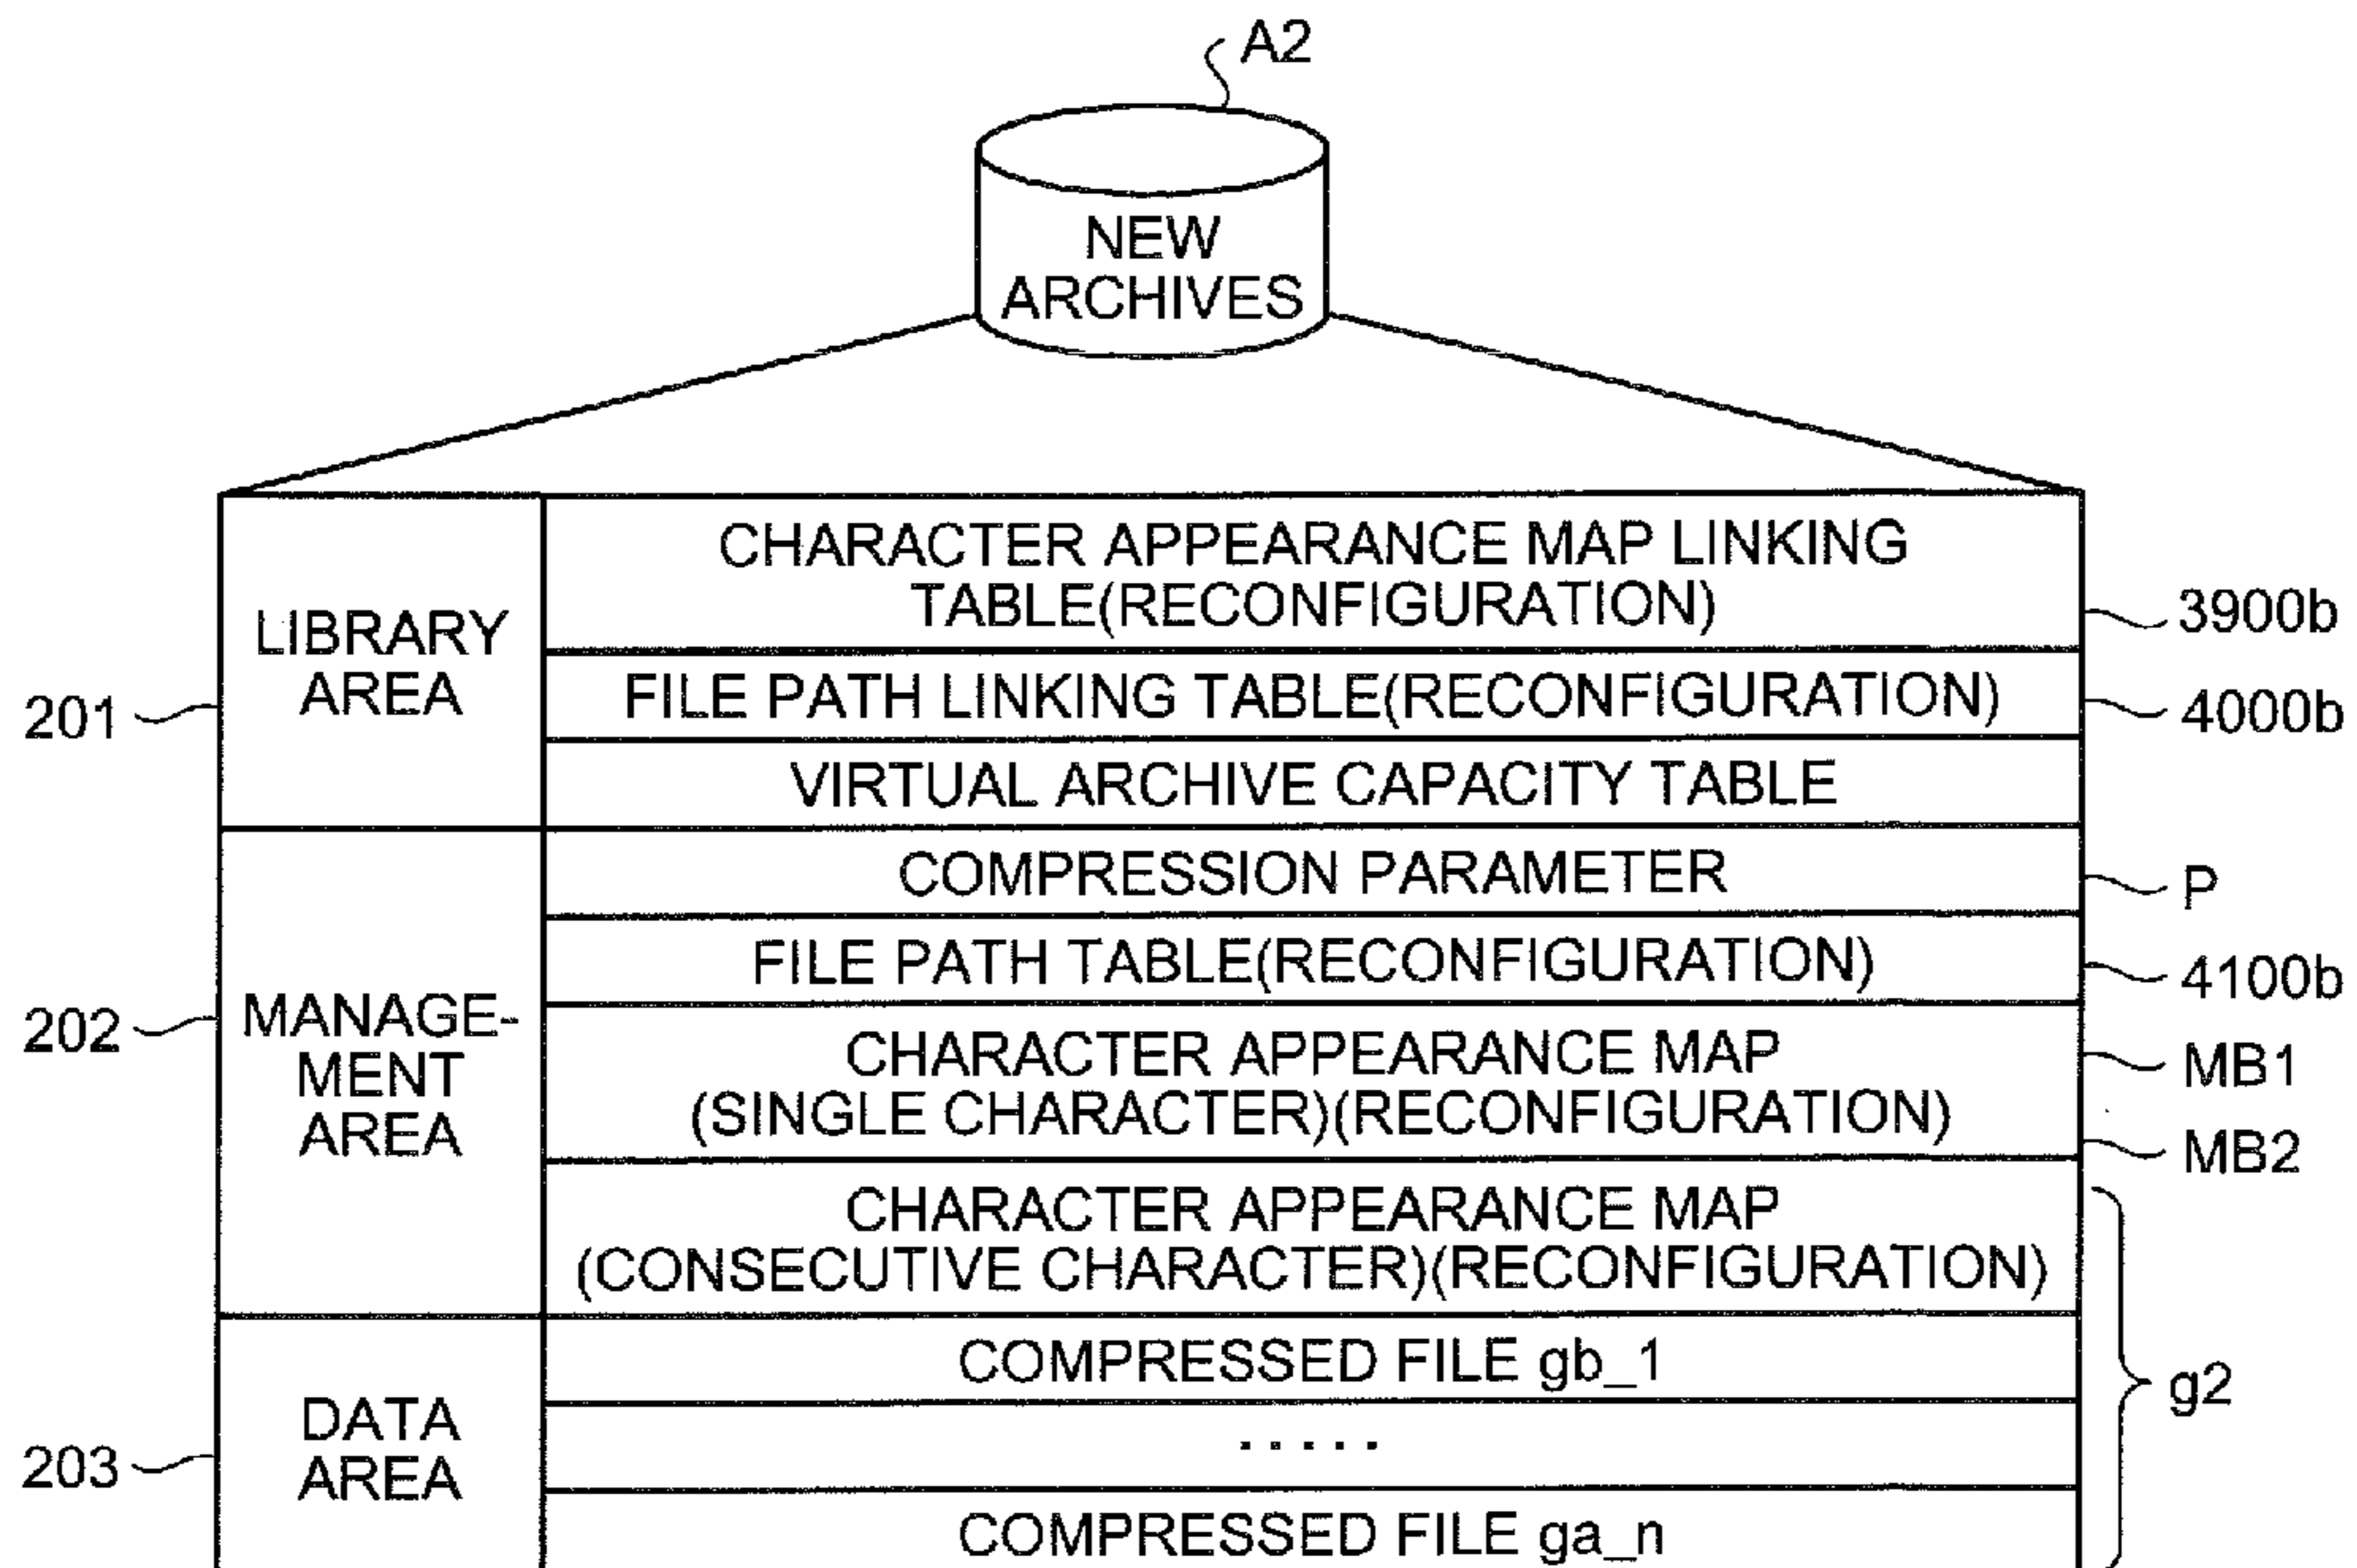 A2
NEW
ARCHIVES
CHARACTER APPEARANCE MAP LINKING
TABLE(RECONFIGURATION)
3900b
LIBRARY
AREA
201
FILE PATH LINKING TABLE(RECONFIGURATION)
4000b
VIRTUAL ARCHIVE CAPACITY TABLE
COMPRESSION PARAMETER
P
FILE PATH TABLE(RECONFIGURATION)
4100b
202
MANAGE-
MENT
AREA
CHARACTER APPEARANCE MAP
(SINGLE CHARACTER)(RECONFIGURATION)
MB1
MB2
CHARACTER APPEARANCE MAP
(CONSECUTIVE CHARACTER)(RECONFIGURATION)
COMPRESSED FILE gb_1
g2
DATA
AREA
203
.....
COMPRESSED FILE ga_n